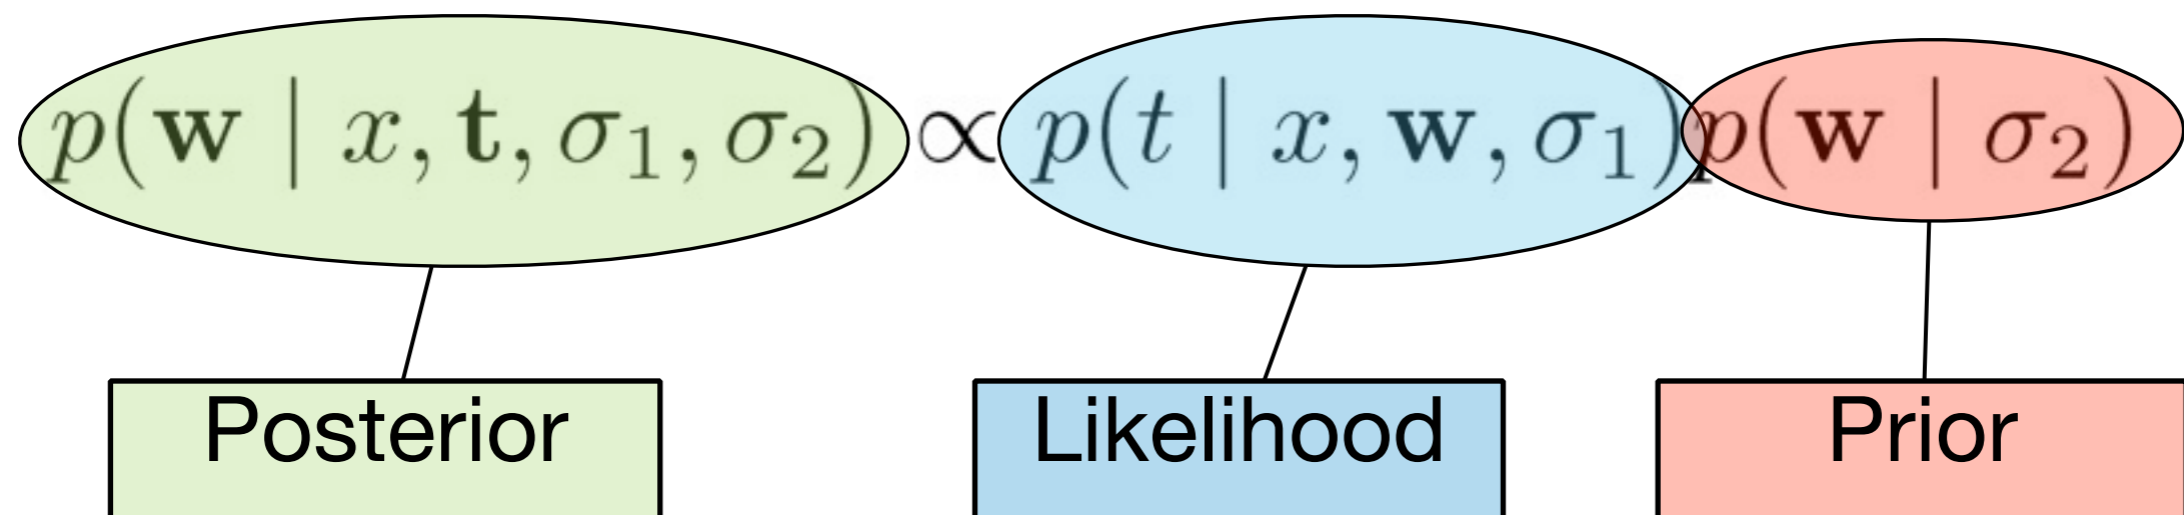 p(𝐰 | x, 𝐭, σ₁, σ₂) ∝ p(t | x, 𝐰, σ₁)p(𝐰 | σ₂)
Posterior Likelihood Prior